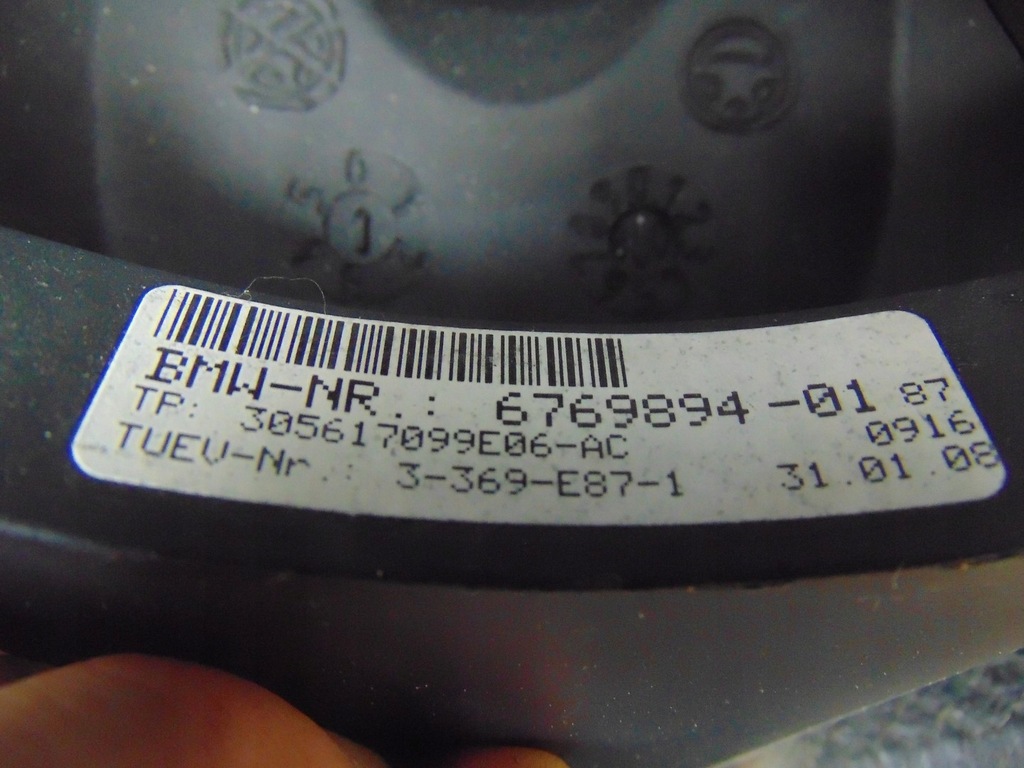 BMW-NR.: 6769894-01 87
TP: 305617099E06-AC 0916
TUEV-Nr.: 3-369-E87-1 31.01.08